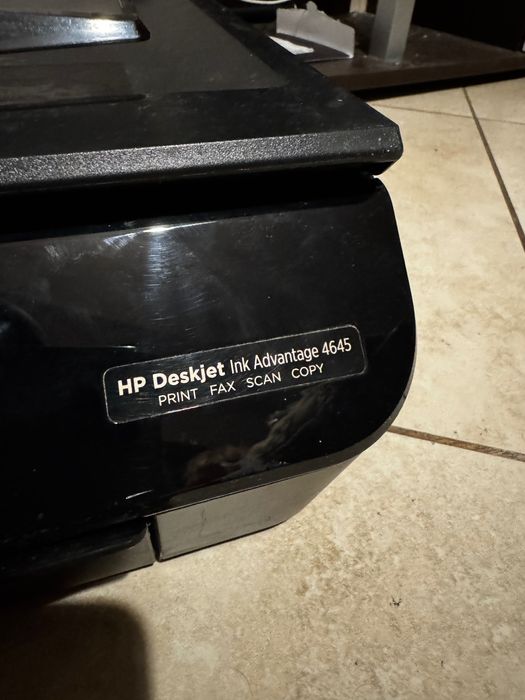 HP Deskjet Ink Advantage 4645
PRINT FAX SCAN COPY